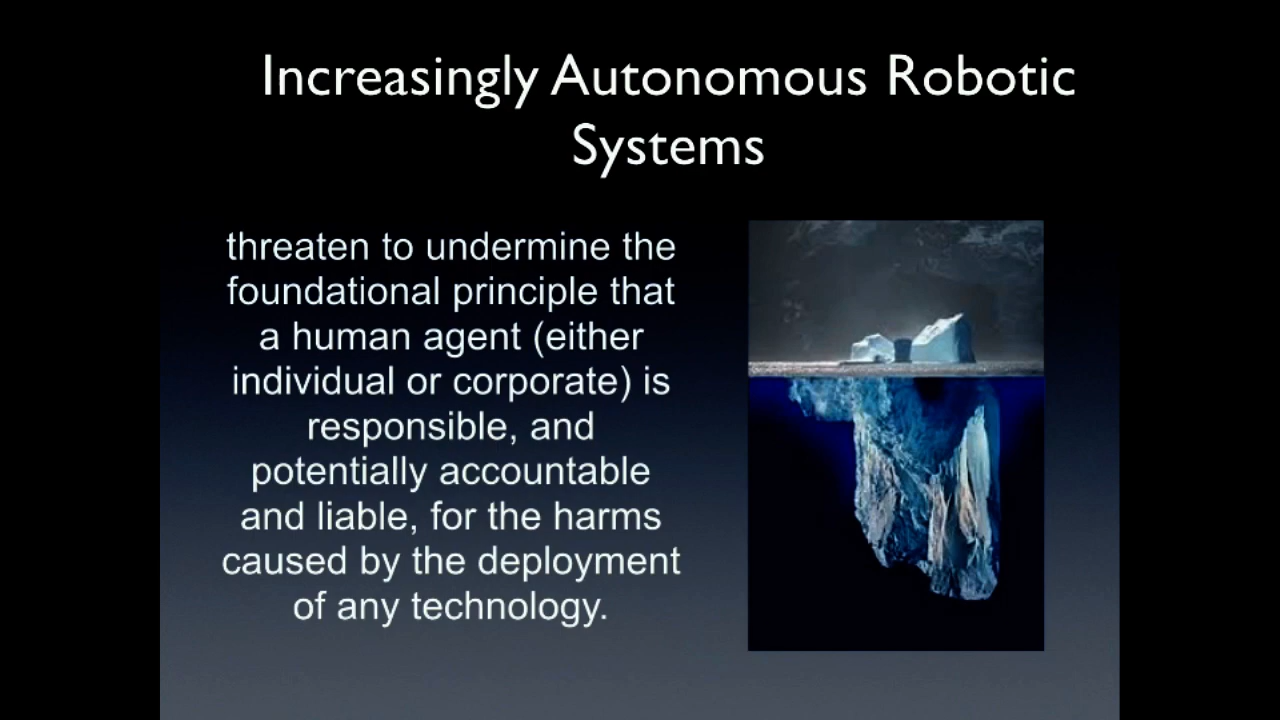 Increasingly Autonomous Robotic
Systems
threaten to undermine the
foundational principle that
a human agent (either
individual or corporate) is
responsible, and
potentially accountable
and liable, for the harms
caused by the deployment
of any technology.